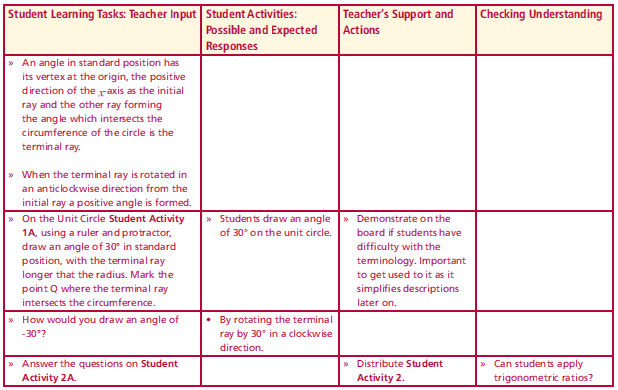 Student Learning Tasks: Teacher Input
Student Activities:
Possible and Expected
Responses
Teacher's Support and
Actions
Checking Understanding
» An angle in standard position has
its vertex at the origin, the positive
direction of the x-axis as the initial
ray and the other ray forming
the angle which intersects the
circumference of the circle is the
terminal ray.
» When the terminal ray is rotated in
an anticlockwise direction from the
initial ray a positive angle is formed.
» On the Unit Circle Student Activity
1A, using a ruler and protractor,
draw an angle of 30° in standard
position, with the terminal ray
longer that the radius. Mark the
point Q where the terminal ray
intersects the circumference.
» Students draw an angle
of 30° on the unit circle.
» Demonstrate on the
board if students have
difficulty with the
terminology. Important
to get used to it as it
simplifies descriptions
later on.
» How would you draw an angle of
-30°?
• By rotating the terminal
ray by 30° in a clockwise
direction.
» Answer the questions on Student
Activity 2A.
» Distribute Student
Activity 2.
» Can students apply
trigonometric ratios?